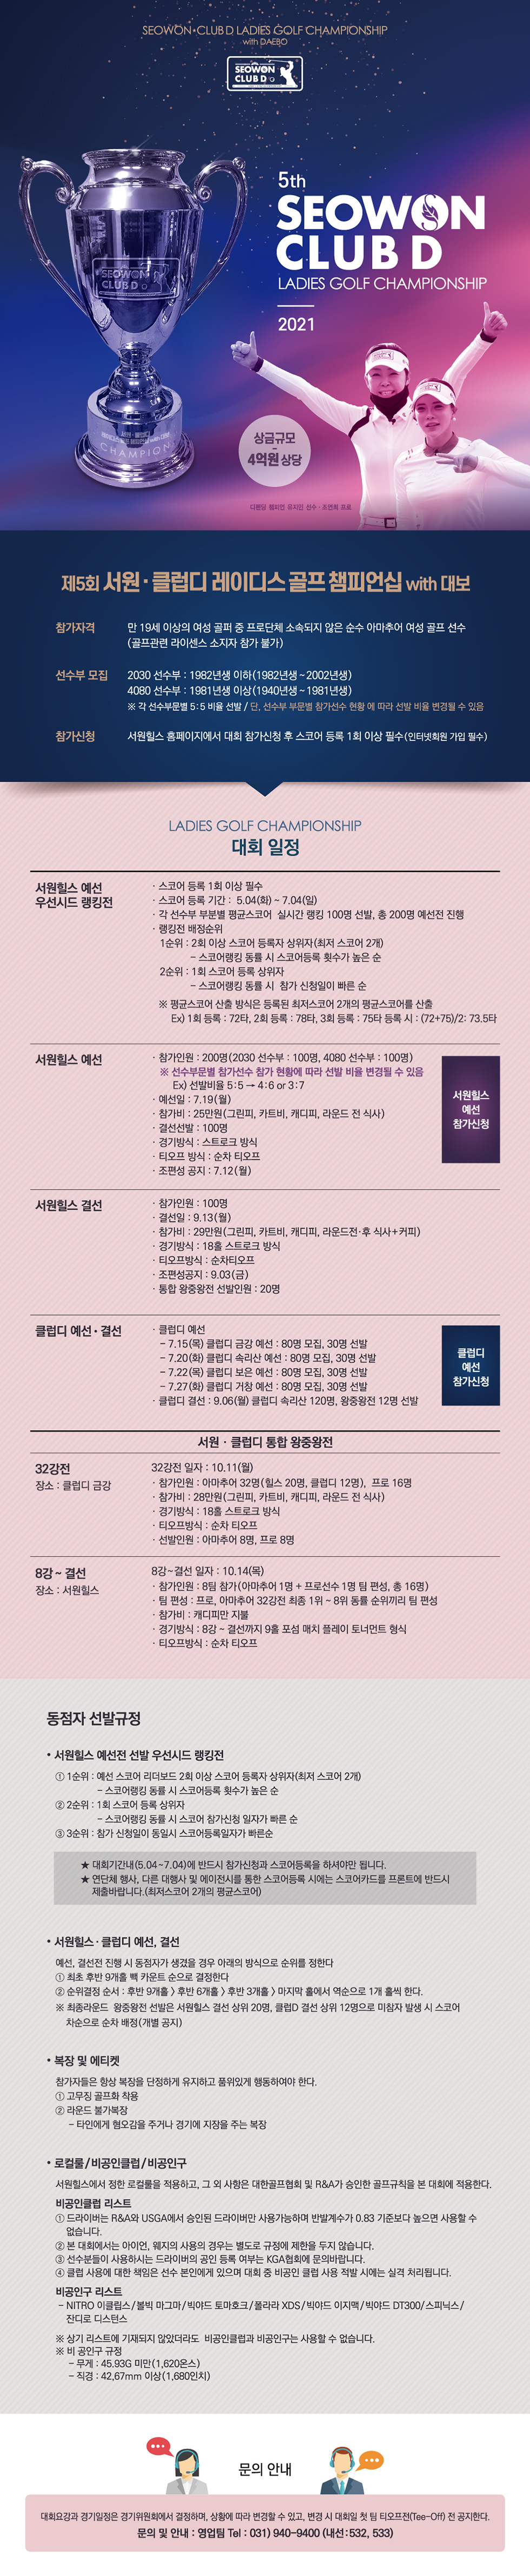 SEOWON·CLUB D LADIES GOLF CHAMPIONSHIP
with DAEBO
SEOWON
CLUB D
5th
SEOWON
CLUB D
LADIES GOLF CHAMPIONSHIP
2021
SEOWON
CLUB D
CHAMPION
상금규모
-
4억원 상당
디펜딩 챔피언 유지민 선수 · 조연희 프로
제5회 서원·클럽디 레이디스 골프 챔피언십 with 대보
참가자격
만 19세 이상의 여성 골퍼 중 프로단체 소속되지 않은 순수 아마추어 여성 골프 선수
(골프관련 라이센스 소지자 참가 불가)
선수부 모집
2030 선수부 : 1982년생 이하(1982년생 ~ 2002년생)
4080 선수부 : 1981년생 이상(1940년생 ~ 1981년생)
※ 각 선수부문별 5:5 비율 선발 / 단, 선수부 부문별 참가선수 현황 에 따라 선발 비율 변경될 수 있음
참가신청
서원힐스 홈페이지에서 대회 참가신청 후 스코어 등록 1회 이상 필수(인터넷회원 가입 필수)
LADIES GOLF CHAMPIONSHIP
대회 일정
서원힐스 예선
우선시드 랭킹전
· 스코어 등록 1회 이상 필수
· 스코어 등록 기간 : 5.04(화) ~ 7.04(일)
· 각 선수부 부분별 평균스코어 실시간 랭킹 100명 선발, 총 200명 예선전 진행
· 랭킹전 배정순위
1순위 : 2회 이상 스코어 등록자 상위자(최저 스코어 2개)
- 스코어랭킹 동률 시 스코어등록 횟수가 높은 순
2순위 : 1회 스코어 등록 상위자
- 스코어랭킹 동률 시 참가 신청일이 빠른 순
※ 평균스코어 산출 방식은 등록된 최저스코어 2개의 평균스코어를 산출
Ex) 1회 등록 : 72타, 2회 등록 : 78타, 3회 등록 : 75타 등록 시 : (72+75)/2: 73.5타
서원힐스 예선
· 참가인원 : 200명(2030 선수부 : 100명, 4080 선수부 : 100명)
※ 선수부문별 참가선수 참가 현황에 따라 선발 비율 변경될 수 있음
Ex) 선발비율 5:5 → 4:6 or 3:7
· 예선일 : 7.19(월)
· 참가비 : 25만원(그린피, 카트비, 캐디피, 라운드 전 식사)
· 결선선발 : 100명
· 경기방식 : 스트로크 방식
· 티오프 방식 : 순차 티오프
· 조편성 공지 : 7.12(월)
서원힐스
예선
참가신청
서원힐스 결선
· 참가인원 : 100명
· 결선일 : 9.13(월)
· 참가비 : 29만원(그린피, 카트비, 캐디피, 라운드전·후 식사+커피)
· 경기방식 : 18홀 스트로크 방식
· 티오프방식 : 순차티오프
· 조편성공지 : 9.03(금)
· 통합 왕중왕전 선발인원 : 20명
클럽디 예선·결선
· 클럽디 예선
- 7.15(목) 클럽디 금강 예선 : 80명 모집, 30명 선발
- 7.20(화) 클럽디 속리산 예선 : 80명 모집, 30명 선발
- 7.22(목) 클럽디 보은 예선 : 80명 모집, 30명 선발
- 7.27(화) 클럽디 거창 예선 : 80명 모집, 30명 선발
· 클럽디 결선 : 9.06(월) 클럽디 속리산 120명, 왕중왕전 12명 선발
클럽디
예선
참가신청
서원 · 클럽디 통합 왕중왕전
32강전
장소 : 클럽디 금강
32강전 일자 : 10.11(월)
· 참가인원 : 아마추어 32명(힐스 20명, 클럽디 12명), 프로 16명
· 참가비 : 28만원(그린피, 카트비, 캐디피, 라운드 전 식사)
· 경기방식 : 18홀 스트로크 방식
· 티오프방식 : 순차 티오프
· 선발인원 : 아마추어 8명, 프로 8명
8강 ~ 결선
장소 : 서원힐스
8강~결선 일자 : 10.14(목)
· 참가인원 : 8팀 참가(아마추어 1명 + 프로선수 1명 팀 편성, 총 16명)
· 팀 편성 : 프로, 아마추어 32강전 최종 1위 ~ 8위 동률 순위끼리 팀 편성
· 참가비 : 캐디피만 지불
· 경기방식 : 8강 ~ 결선까지 9홀 포섬 매치 플레이 토너먼트 형식
· 티오프방식 : 순차 티오프
동점자 선발규정
• 서원힐스 예선전 선발 우선시드 랭킹전
① 1순위 : 예선 스코어 리더보드 2회 이상 스코어 등록자 상위자(최저 스코어 2개)
- 스코어랭킹 동률 시 스코어등록 횟수가 높은 순
② 2순위 : 1회 스코어 등록 상위자
- 스코어랭킹 동률 시 스코어 참가신청 일자가 빠른 순
③ 3순위 : 참가 신청일이 동일시 스코어등록일자가 빠른순
★ 대회기간내(5.04~7.04)에 반드시 참가신청과 스코어등록을 하셔야만 됩니다.
★ 연단체 행사, 다른 대행사 및 에이전시를 통한 스코어등록 시에는 스코어카드를 프론트에 반드시
제출바랍니다.(최저스코어 2개의 평균스코어)
• 서원힐스·클럽디 예선, 결선
예선, 결선전 진행 시 동점자가 생겼을 경우 아래의 방식으로 순위를 정한다
① 최초 후반 9개홀 백 카운트 순으로 결정한다
② 순위결정 순서 : 후반 9개홀 > 후반 6개홀 > 후반 3개홀 > 마지막 홀에서 역순으로 1개 홀씩 한다.
※ 최종라운드 왕중왕전 선발은 서원힐스 결선 상위 20명, 클럽D 결선 상위 12명으로 미참자 발생 시 스코어
차순으로 순차 배정(개별 공지)
• 복장 및 에티켓
참가자들은 항상 복장을 단정하게 유지하고 품위있게 행동하여야 한다.
① 고무징 골프화 착용
② 라운드 불가복장
- 타인에게 혐오감을 주거나 경기에 지장을 주는 복장
• 로컬룰/비공인클럽/비공인구
서원힐스에서 정한 로컬룰을 적용하고, 그 외 사항은 대한골프협회 및 R&A가 승인한 골프규칙을 본 대회에 적용한다.
비공인클럽 리스트
① 드라이버는 R&A와 USGA에서 승인된 드라이버만 사용가능하며 반발계수가 0.83 기준보다 높으면 사용할 수
없습니다.
② 본 대회에서는 아이언, 웨지의 사용의 경우는 별도로 규정에 제한을 두지 않습니다.
③ 선수분들이 사용하시는 드라이버의 공인 등록 여부는 KGA협회에 문의바랍니다.
④ 클럽 사용에 대한 책임은 선수 본인에게 있으며 대회 중 비공인 클럽 사용 적발 시에는 실격 처리됩니다.
비공인구 리스트
- NITRO 이클립스/볼빅 마그마/빅야드 토마호크/폴라라 XDS/빅야드 이지맥/빅야드 DT300/스피닉스/
잔디로 디스턴스
※ 상기 리스트에 기재되지 않았더라도 비공인클럽과 비공인구는 사용할 수 없습니다.
※ 비 공인구 규정
- 무게 : 45.93G 미만(1,620온스)
- 직경 : 42,67mm 이상(1,680인치)
문의 안내
대회요강과 경기일정은 경기위원회에서 결정하며, 상황에 따라 변경할 수 있고, 변경 시 대회일 첫 팀 티오프전(Tee-Off) 전 공지한다.
문의 및 안내 : 영업팀 Tel : 031) 940-9400 (내선:532, 533)